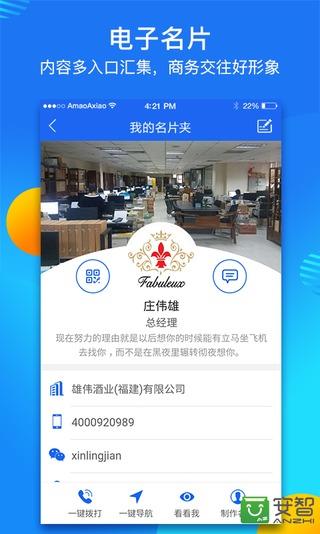 电子名片
内容多入口汇集，商务交往好形象
AmaoAxiao 4:21 PM 22%
我的名片夹
Fabuleux
庄伟雄
总经理
现在努力的理由就是以后想你的时候能有立马坐飞机
去找你，而不是在黑夜里辗转彻夜想你。
雄伟酒业(福建)有限公司
4000920989
xinlingjian
一键拨打 一键导航 看看我 制作
安智
ANZHI